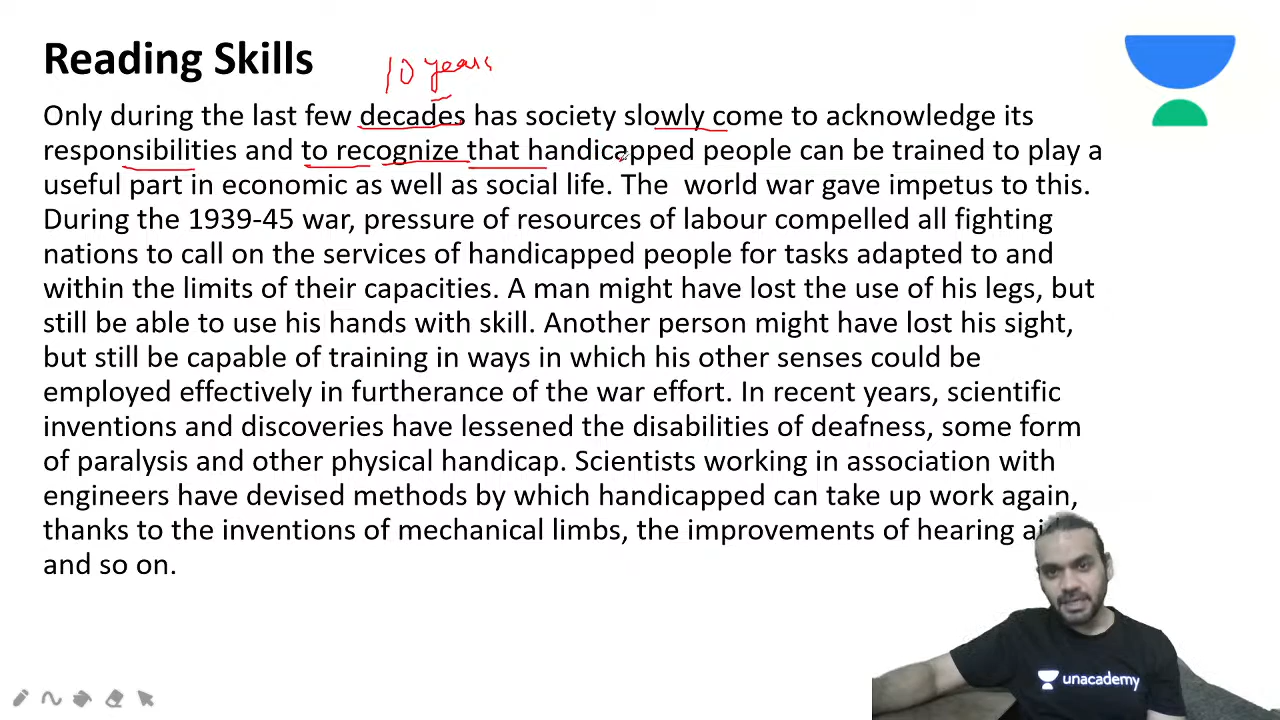 Reading Skills
10 years
Only during the last few decades has society slowly come to acknowledge its
responsibilities and to recognize that handicapped people can be trained to play a
useful part in economic as well as social life. The world war gave impetus to this.
During the 1939-45 war, pressure of resources of labour compelled all fighting
nations to call on the services of handicapped people for tasks adapted to and
within the limits of their capacities. A man might have lost the use of his legs, but
still be able to use his hands with skill. Another person might have lost his sight,
but still be capable of training in ways in which his other senses could be
employed effectively in furtherance of the war effort. In recent years, scientific
inventions and discoveries have lessened the disabilities of deafness, some form
of paralysis and other physical handicap. Scientists working in association with
engineers have devised methods by which handicapped can take up work again,
thanks to the inventions of mechanical limbs, the improvements of hearing
and so on.
unacademy